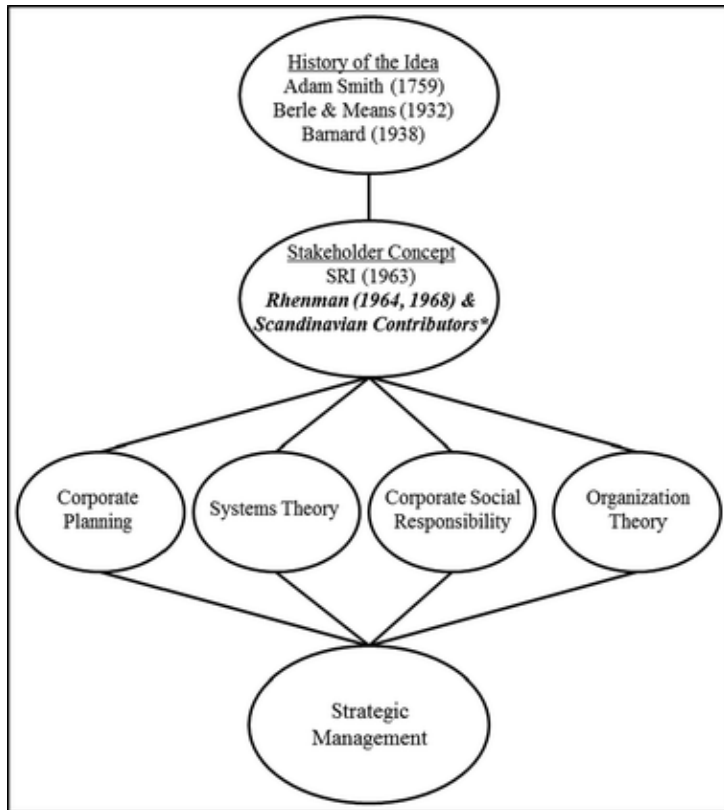 History of the Idea
Adam Smith (1759)
Berle & Means (1932)
Barnard (1938)
Stakeholder Concept
SRI (1963)
Rhenman (1964, 1968) &
Scandinavian Contributors*
Corporate
Planning
Systems Theory
Corporate Social
Responsibility
Organization
Theory
Strategic
Management